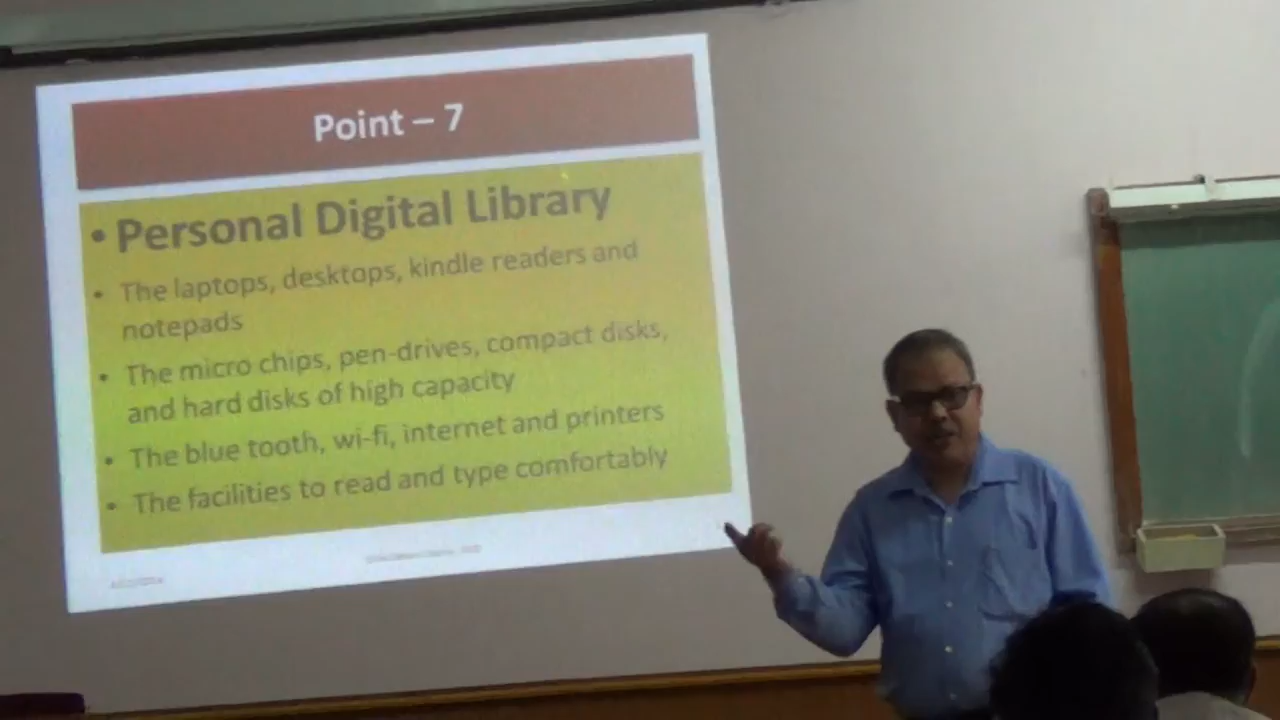 Point – 7
• Personal Digital Library
• The laptops, desktops, kindle readers and
notepads
• The micro chips, pen-drives, compact disks,
and hard disks of high capacity
• The blue tooth, wi-fi, internet and printers
• The facilities to read and type comfortably